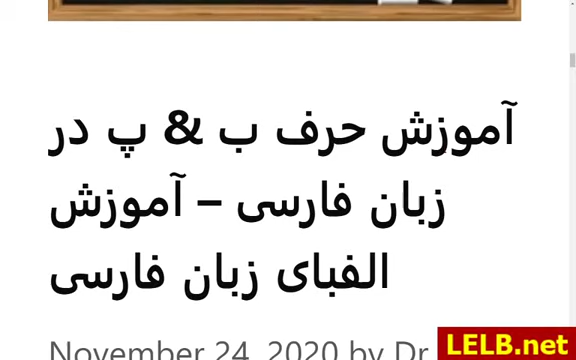 آموزش حرف ب & پ در
زبان فارسی – آموزش
الفبای زبان فارسی
November 24, 2020 by Dr
LELB.net